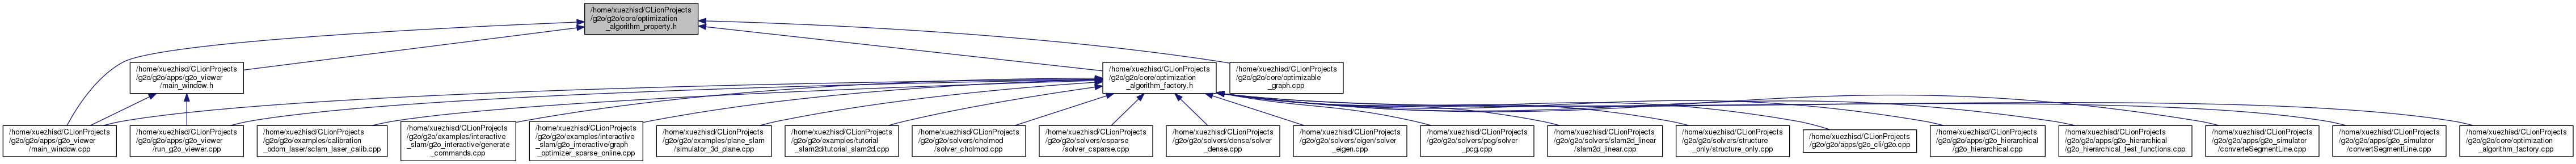 /home/xuezhisd/CLionProjects
/g2o/g2o/core/optimization
_algorithm_property.h
/home/xuezhisd/CLionProjects
/g2o/g2o/apps/g2o_viewer
/main_window.h
/home/xuezhisd/CLionProjects
/g2o/g2o/core/optimization
_algorithm_factory.h
/home/xuezhisd/CLionProjects
/g2o/g2o/core/optimizable
_graph.cpp
/home/xuezhisd/CLionProjects
/g2o/g2o/apps/g2o_viewer
/main_window.cpp
/home/xuezhisd/CLionProjects
/g2o/g2o/apps/g2o_viewer
/run_g2o_viewer.cpp
/home/xuezhisd/CLionProjects
/g2o/g2o/examples/calibration
_odom_laser/sclam_laser_calib.cpp
/home/xuezhisd/CLionProjects
/g2o/g2o/examples/interactive
_slam/g2o_interactive/generate
_commands.cpp
/home/xuezhisd/CLionProjects
/g2o/g2o/examples/interactive
_slam/g2o_interactive/graph
_optimizer_sparse_online.cpp
/home/xuezhisd/CLionProjects
/g2o/g2o/examples/plane_slam
/simulator_3d_plane.cpp
/home/xuezhisd/CLionProjects
/g2o/g2o/examples/tutorial
_slam2d/tutorial_slam2d.cpp
/home/xuezhisd/CLionProjects
/g2o/g2o/solvers/cholmod
/solver_cholmod.cpp
/home/xuezhisd/CLionProjects
/g2o/g2o/solvers/csparse
/solver_csparse.cpp
/home/xuezhisd/CLionProjects
/g2o/g2o/solvers/dense/solver
_dense.cpp
/home/xuezhisd/CLionProjects
/g2o/g2o/solvers/eigen/solver
_eigen.cpp
/home/xuezhisd/CLionProjects
/g2o/g2o/solvers/pcg/solver
_pcg.cpp
/home/xuezhisd/CLionProjects
/g2o/g2o/solvers/slam2d_linear
/slam2d_linear.cpp
/home/xuezhisd/CLionProjects
/g2o/g2o/solvers/structure
_only/structure_only.cpp
/home/xuezhisd/CLionProjects
/g2o/g2o/apps/g2o_cli/g2o.cpp
/home/xuezhisd/CLionProjects
/g2o/g2o/apps/g2o_hierarchical
/g2o_hierarchical.cpp
/home/xuezhisd/CLionProjects
/g2o/g2o/apps/g2o_hierarchical
/g2o_hierarchical_test_functions.cpp
/home/xuezhisd/CLionProjects
/g2o/g2o/apps/g2o_simulator
/converteSegmentLine.cpp
/home/xuezhisd/CLionProjects
/g2o/g2o/apps/g2o_simulator
/convertSegmentLine.cpp
/home/xuezhisd/CLionProjects
/g2o/g2o/core/optimization
_algorithm_factory.cpp